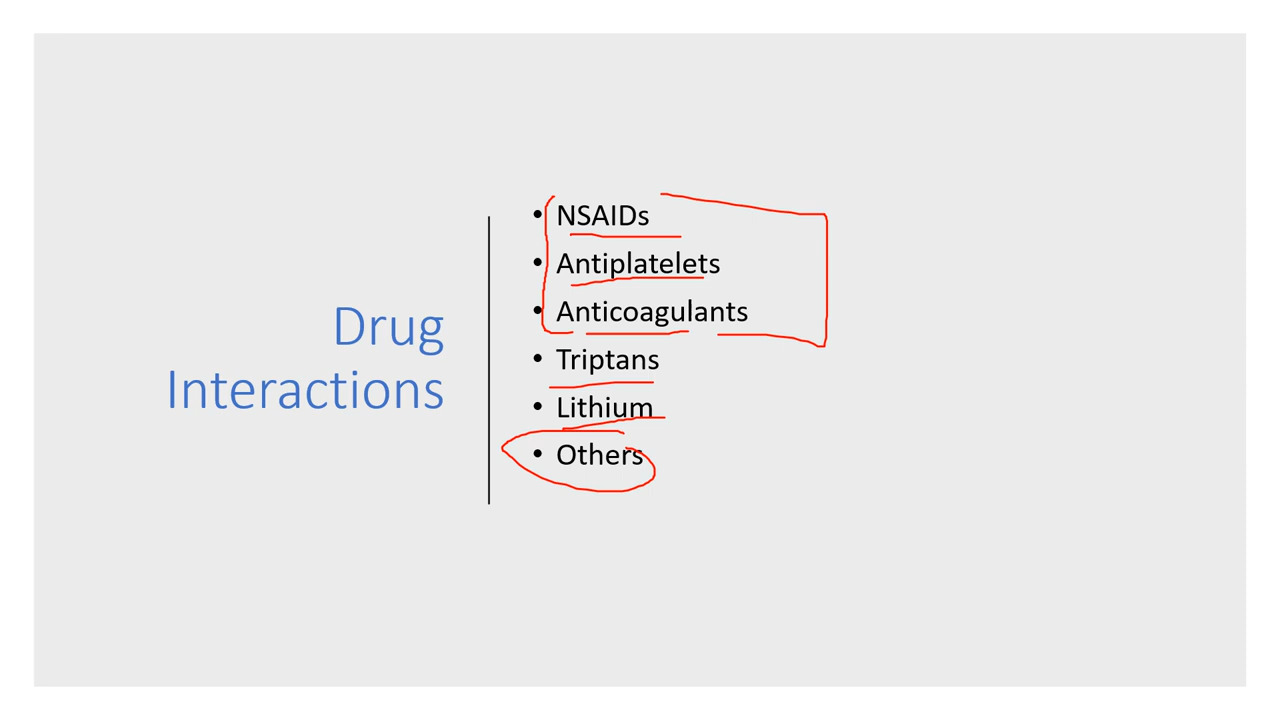 Drug
Interactions
• NSAIDs
• Antiplatelets
• Anticoagulants
• Triptans
• Lithium
• Others